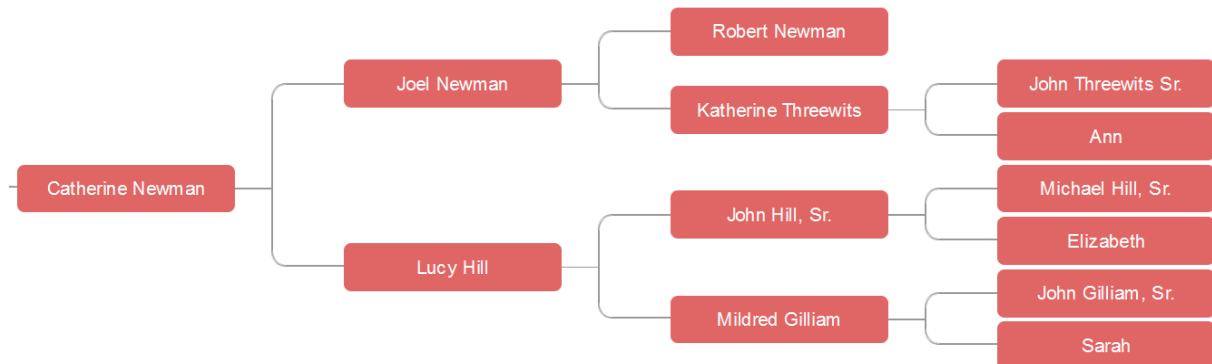 Robert Newman
Joel Newman
John Threewits Sr.
Katherine Threewits
Ann
Catherine Newman
Michael Hill, Sr.
John Hill, Sr.
Elizabeth
Lucy Hill
John Gilliam, Sr.
Mildred Gilliam
Sarah